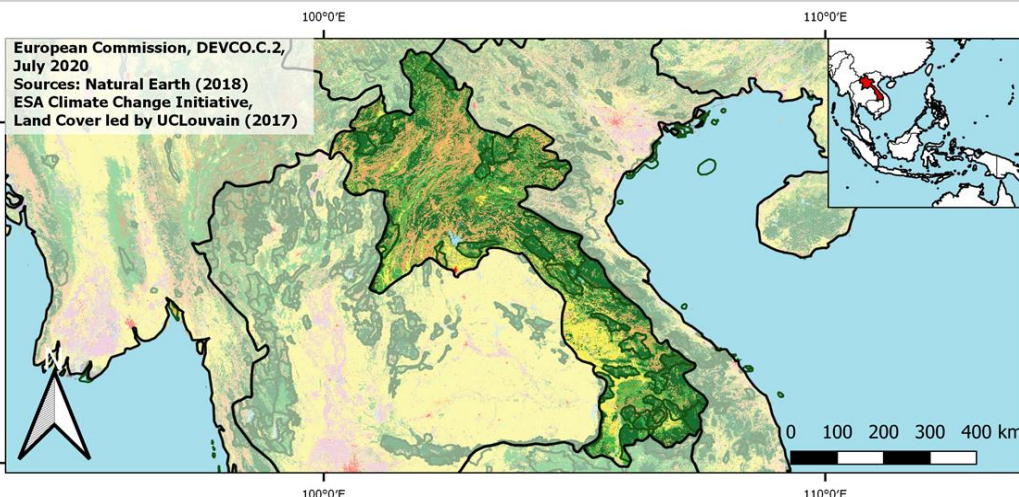 100°0'E
110°0'E
European Commission, DEVCO.C.2,
July 2020
Sources: Natural Earth (2018)
ESA Climate Change Initiative,
Land Cover led by UCLouvain (2017)
N
0 100 200 300 400 km
100°0'E
110°0'E